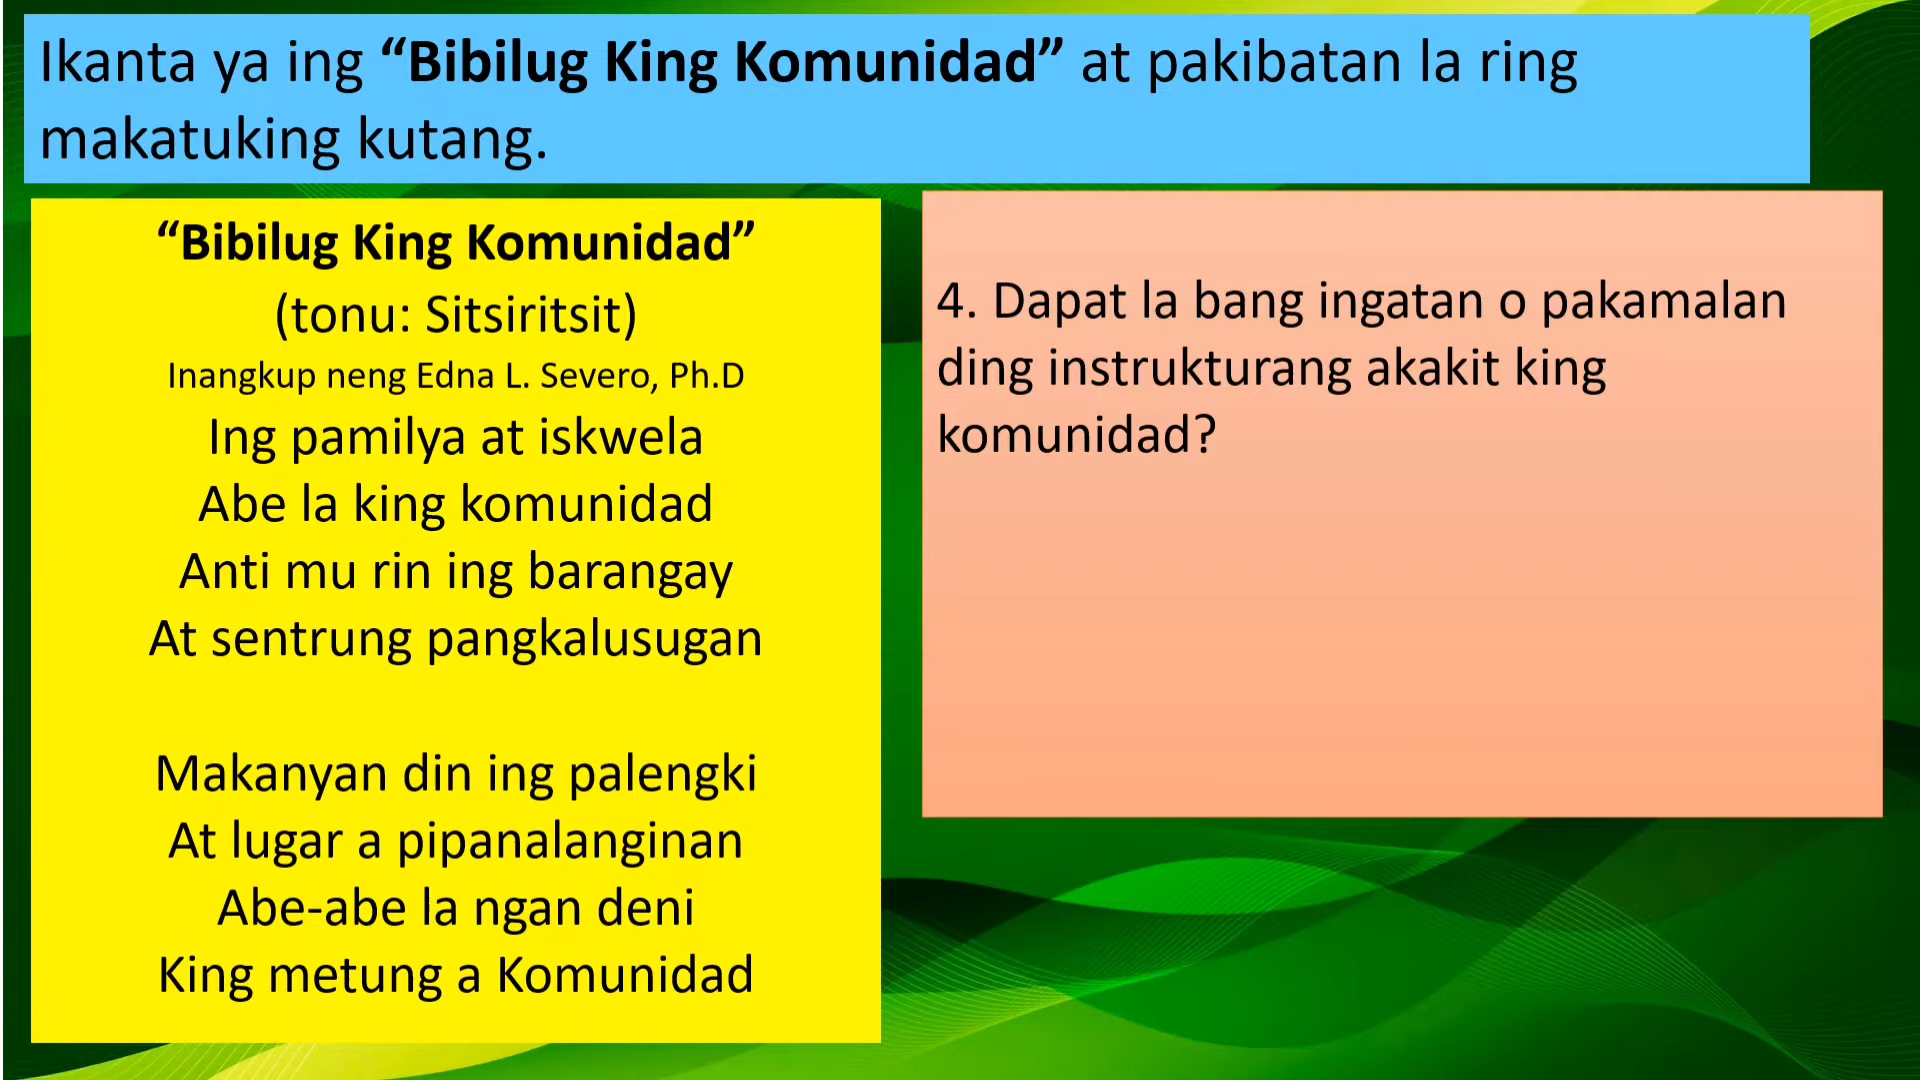 Ikanta ya ing “Bibilug King Komunidad” at pakibatan la ring
makatuking kutang.
“Bibilug King Komunidad”
(tonu: Sitsiritsit)
Inangkup neng Edna L. Severo, Ph.D
Ing pamilya at iskwela
Abe la king komunidad
Anti mu rin ing barangay
At sentrung pangkalusugan
Makanyan din ing palengki
At lugar a pipanalanginan
Abe-abe la ngan deni
King metung a Komunidad
4. Dapat la bang ingatan o pakamalan
ding instrukturang akakit king
komunidad?